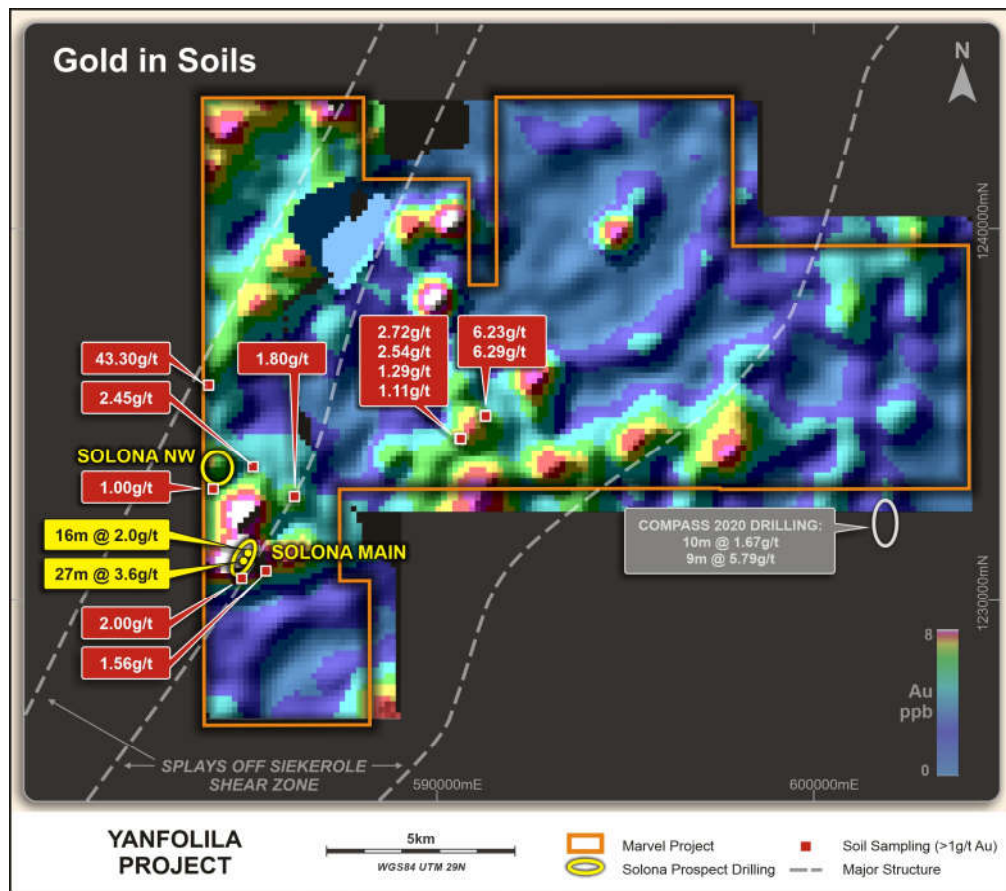 Gold in Soils
N
1240000mN
43.30g/t
1.80g/t
2.72g/t
2.54g/t
1.29g/t
1.11g/t
6.23g/t
6.29g/t
2.45g/t
SOLONA NW
1.00g/t
16m @ 2.0g/t
SOLONA MAIN
27m @ 3.6g/t
COMPASS 2020 DRILLING:
10m @ 1.67g/t
9m @ 5.79g/t
2.00g/t
1.56g/t
1230000mN
8
Au
ppb
0
SPLAYS OFF SIEKEROLE
SHEAR ZONE
590000mE
600000mE
YANFOLILA
PROJECT
5km
WGS84 UTM 29N
Marvel Project
Solona Prospect Drilling
Soil Sampling (>1g/t Au)
Major Structure